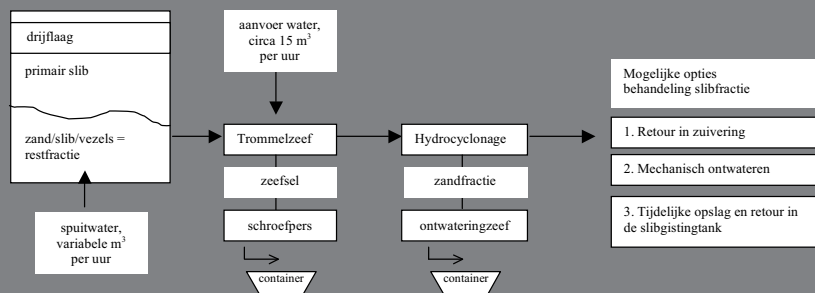 drijflaag
primair slib
zand/slib/vezels =
restfractie
spuitwater,
variabele m³
per uur
aanvoer water,
circa 15 m³
per uur
Trommelzeef
zeefsel
schroefpers
container
Hydrocyclonage
zandfractie
ontwateringzeef
container
Mogelijke opties
behandeling slibfractie
1. Retour in zuivering
2. Mechanisch ontwateren
3. Tijdelijke opslag en retour in
de slibgistingtank